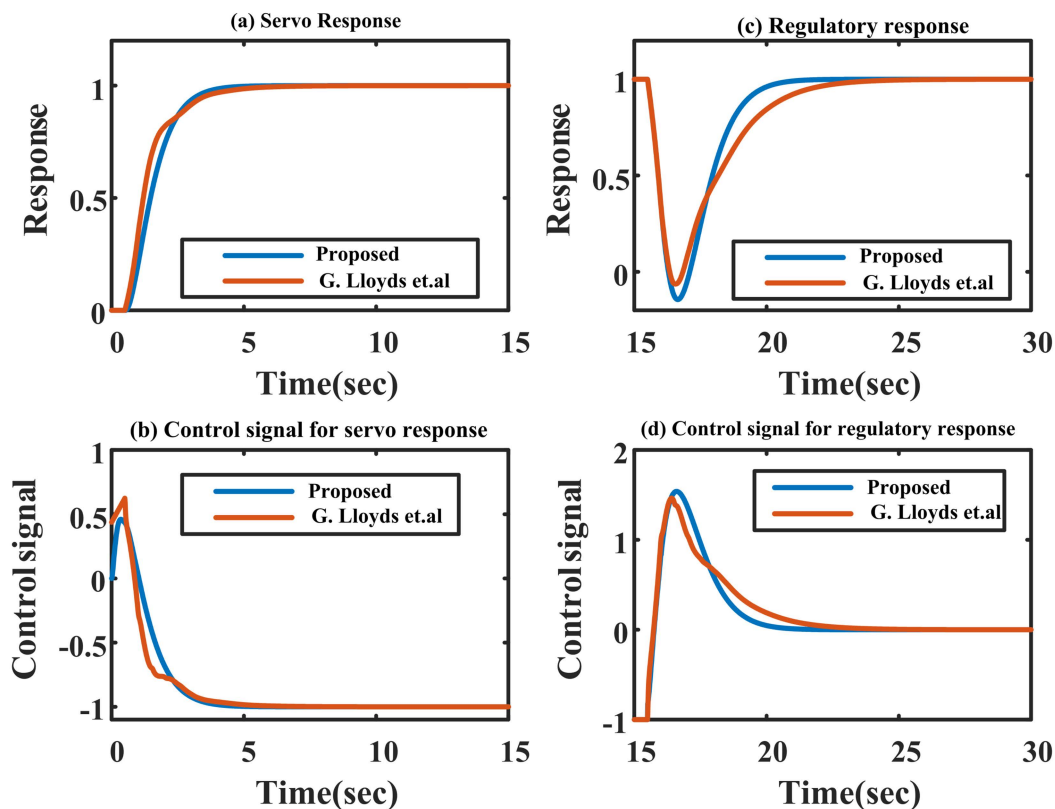 (a) Servo Response
1
0.5
0
Response
Proposed
G. Lloyds et.al
0 5 10 15
Time(sec)
(c) Regulatory response
1
0.5
0
Response
Proposed
G. Lloyds et.al
15 20 25 30
Time(sec)
(b) Control signal for servo response
1
0.5
0
-0.5
-1
Control signal
Proposed
G. Lloyds et.al
0 5 10 15
Time(sec)
(d) Control signal for regulatory response
2
1
0
-1
Control signal
Proposed
G. Lloyds et.al
15 20 25 30
Time(sec)